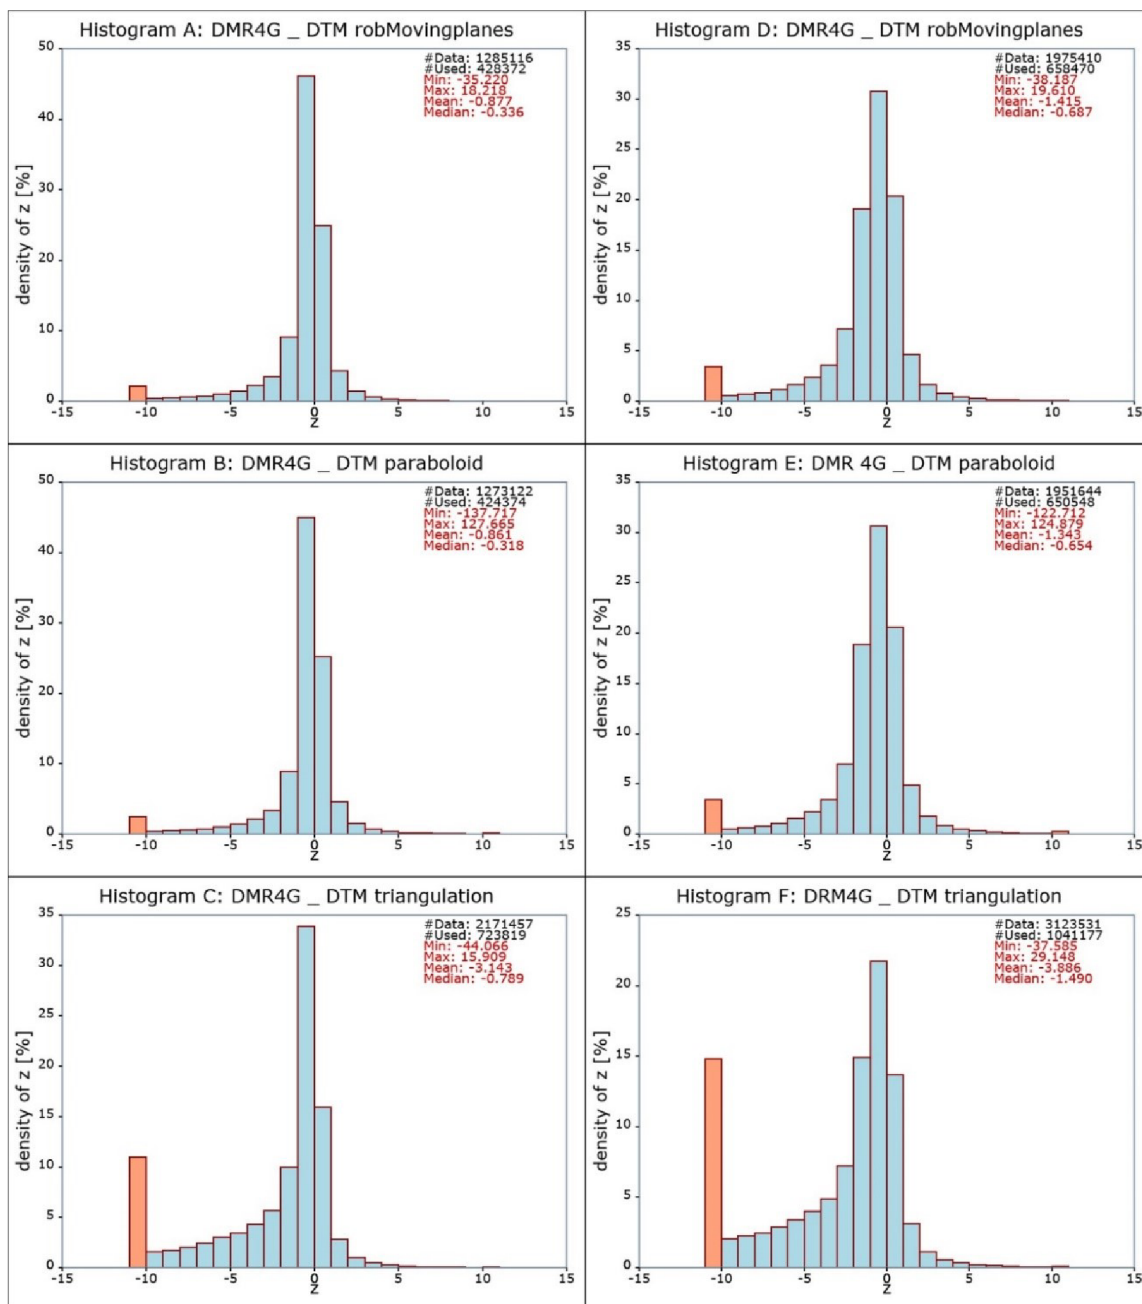 Histogram A: DMR4G _ DTM robMovingplanes
#Data: 1285116
#Used: 428372
Min: -35.220
Max: 18.218
Mean: -0.877
Median: -0.336
density of z [%]
50
40
30
20
10
0
-15 -10 -5 0 5 10 15
z
Histogram D: DMR4G _ DTM robMovingplanes
#Data: 1975410
#Used: 658470
Min: -38.187
Max: 19.610
Mean: -1.415
Median: -0.687
density of z [%]
35
30
25
20
15
10
5
0
-15 -10 -5 0 5 10 15
z
Histogram B: DMR4G _ DTM paraboloid
#Data: 1273122
#Used: 424374
Min: -137.717
Max: 127.665
Mean: -0.861
Median: -0.318
density of z [%]
50
40
30
20
10
0
-15 -10 -5 0 5 10 15
z
Histogram E: DMR 4G _ DTM paraboloid
#Data: 1951644
#Used: 650548
Min: -122.712
Max: 124.879
Mean: -1.343
Median: -0.654
density of z [%]
35
30
25
20
15
10
5
0
-15 -10 -5 0 5 10 15
z
Histogram C: DMR4G _ DTM triangulation
#Data: 2171457
#Used: 723819
Min: -44.066
Max: 15.909
Mean: -3.143
Median: -0.789
density of z [%]
35
30
25
20
15
10
5
0
-15 -10 -5 0 5 10 15
z
Histogram F: DRM4G _ DTM triangulation
#Data: 3123531
#Used: 1041177
Min: -37.585
Max: 29.148
Mean: -3.886
Median: -1.490
density of z [%]
25
20
15
10
5
0
-15 -10 -5 0 5 10 15
z